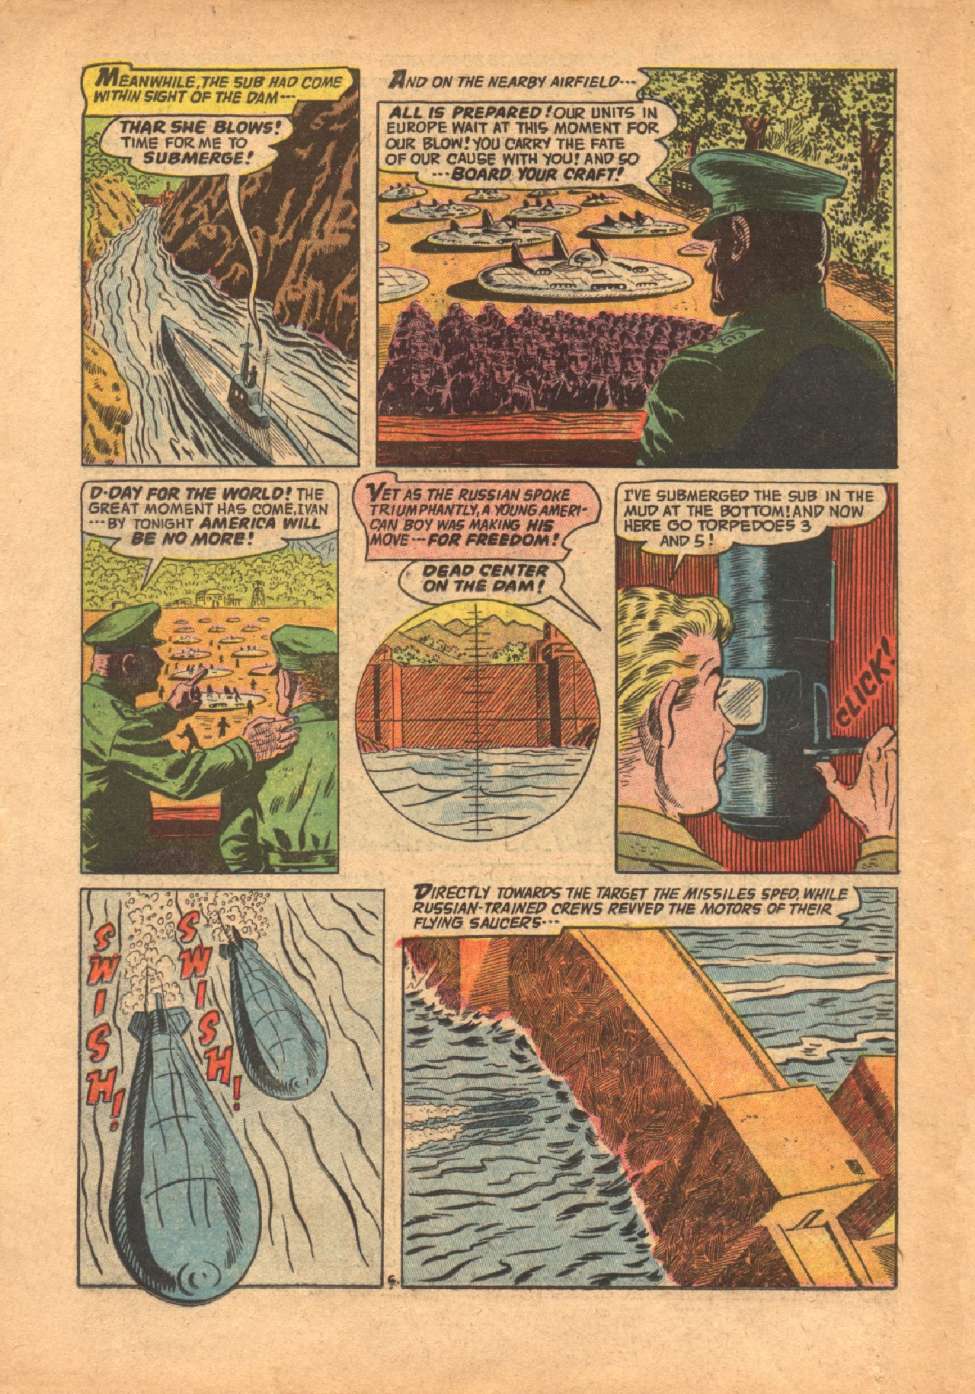 MEANWHILE, THE SUB HAD COME
WITHIN SIGHT OF THE DAM---
THAR SHE BLOWS!
TIME FOR ME TO
SUBMERGE!
AND ON THE NEARBY AIRFIELD---
ALL IS PREPARED! OUR UNITS IN
EUROPE WAIT AT THIS MOMENT FOR
OUR BLOW! YOU CARRY THE FATE
OF OUR CAUSE WITH YOU! AND SO
---BOARD YOUR CRAFT!
D-DAY FOR THE WORLD! THE
GREAT MOMENT HAS COME, IVAN
---BY TONIGHT AMERICA WILL
BE NO MORE!
YET AS THE RUSSIAN SPOKE
TRIUMPHANTLY, A YOUNG AMERI-
CAN BOY WAS MAKING HIS
MOVE---FOR FREEDOM!
DEAD CENTER
ON THE DAM!
I'VE SUBMERGED THE SUB IN THE
MUD AT THE BOTTOM! AND NOW
HERE GO TORPEDOES 3
AND 5!
CLICK!
SWISH!
SWISH!
DIRECTLY TOWARDS THE TARGET THE MISSILES SPED, WHILE
RUSSIAN-TRAINED CREWS REVVED THE MOTORS OF THEIR
FLYING SAUCERS---
6